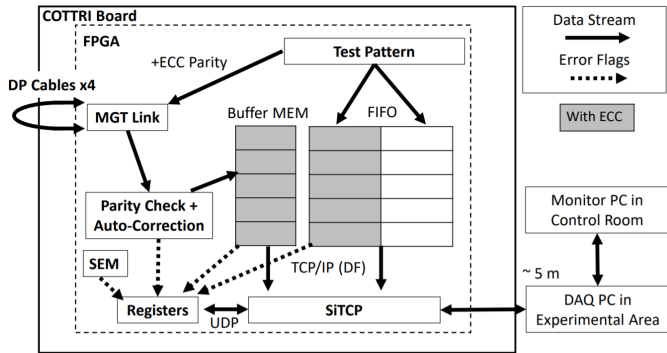 COTTRI Board
FPGA
Test Pattern
+ECC Parity
DP Cables x4
MGT Link
Buffer MEM
FIFO
Parity Check +
Auto-Correction
SEM
TCP/IP (DF)
Registers
UDP
SiTCP
Data Stream
Error Flags
With ECC
Monitor PC in
Control Room
~ 5 m
DAQ PC in
Experimental Area